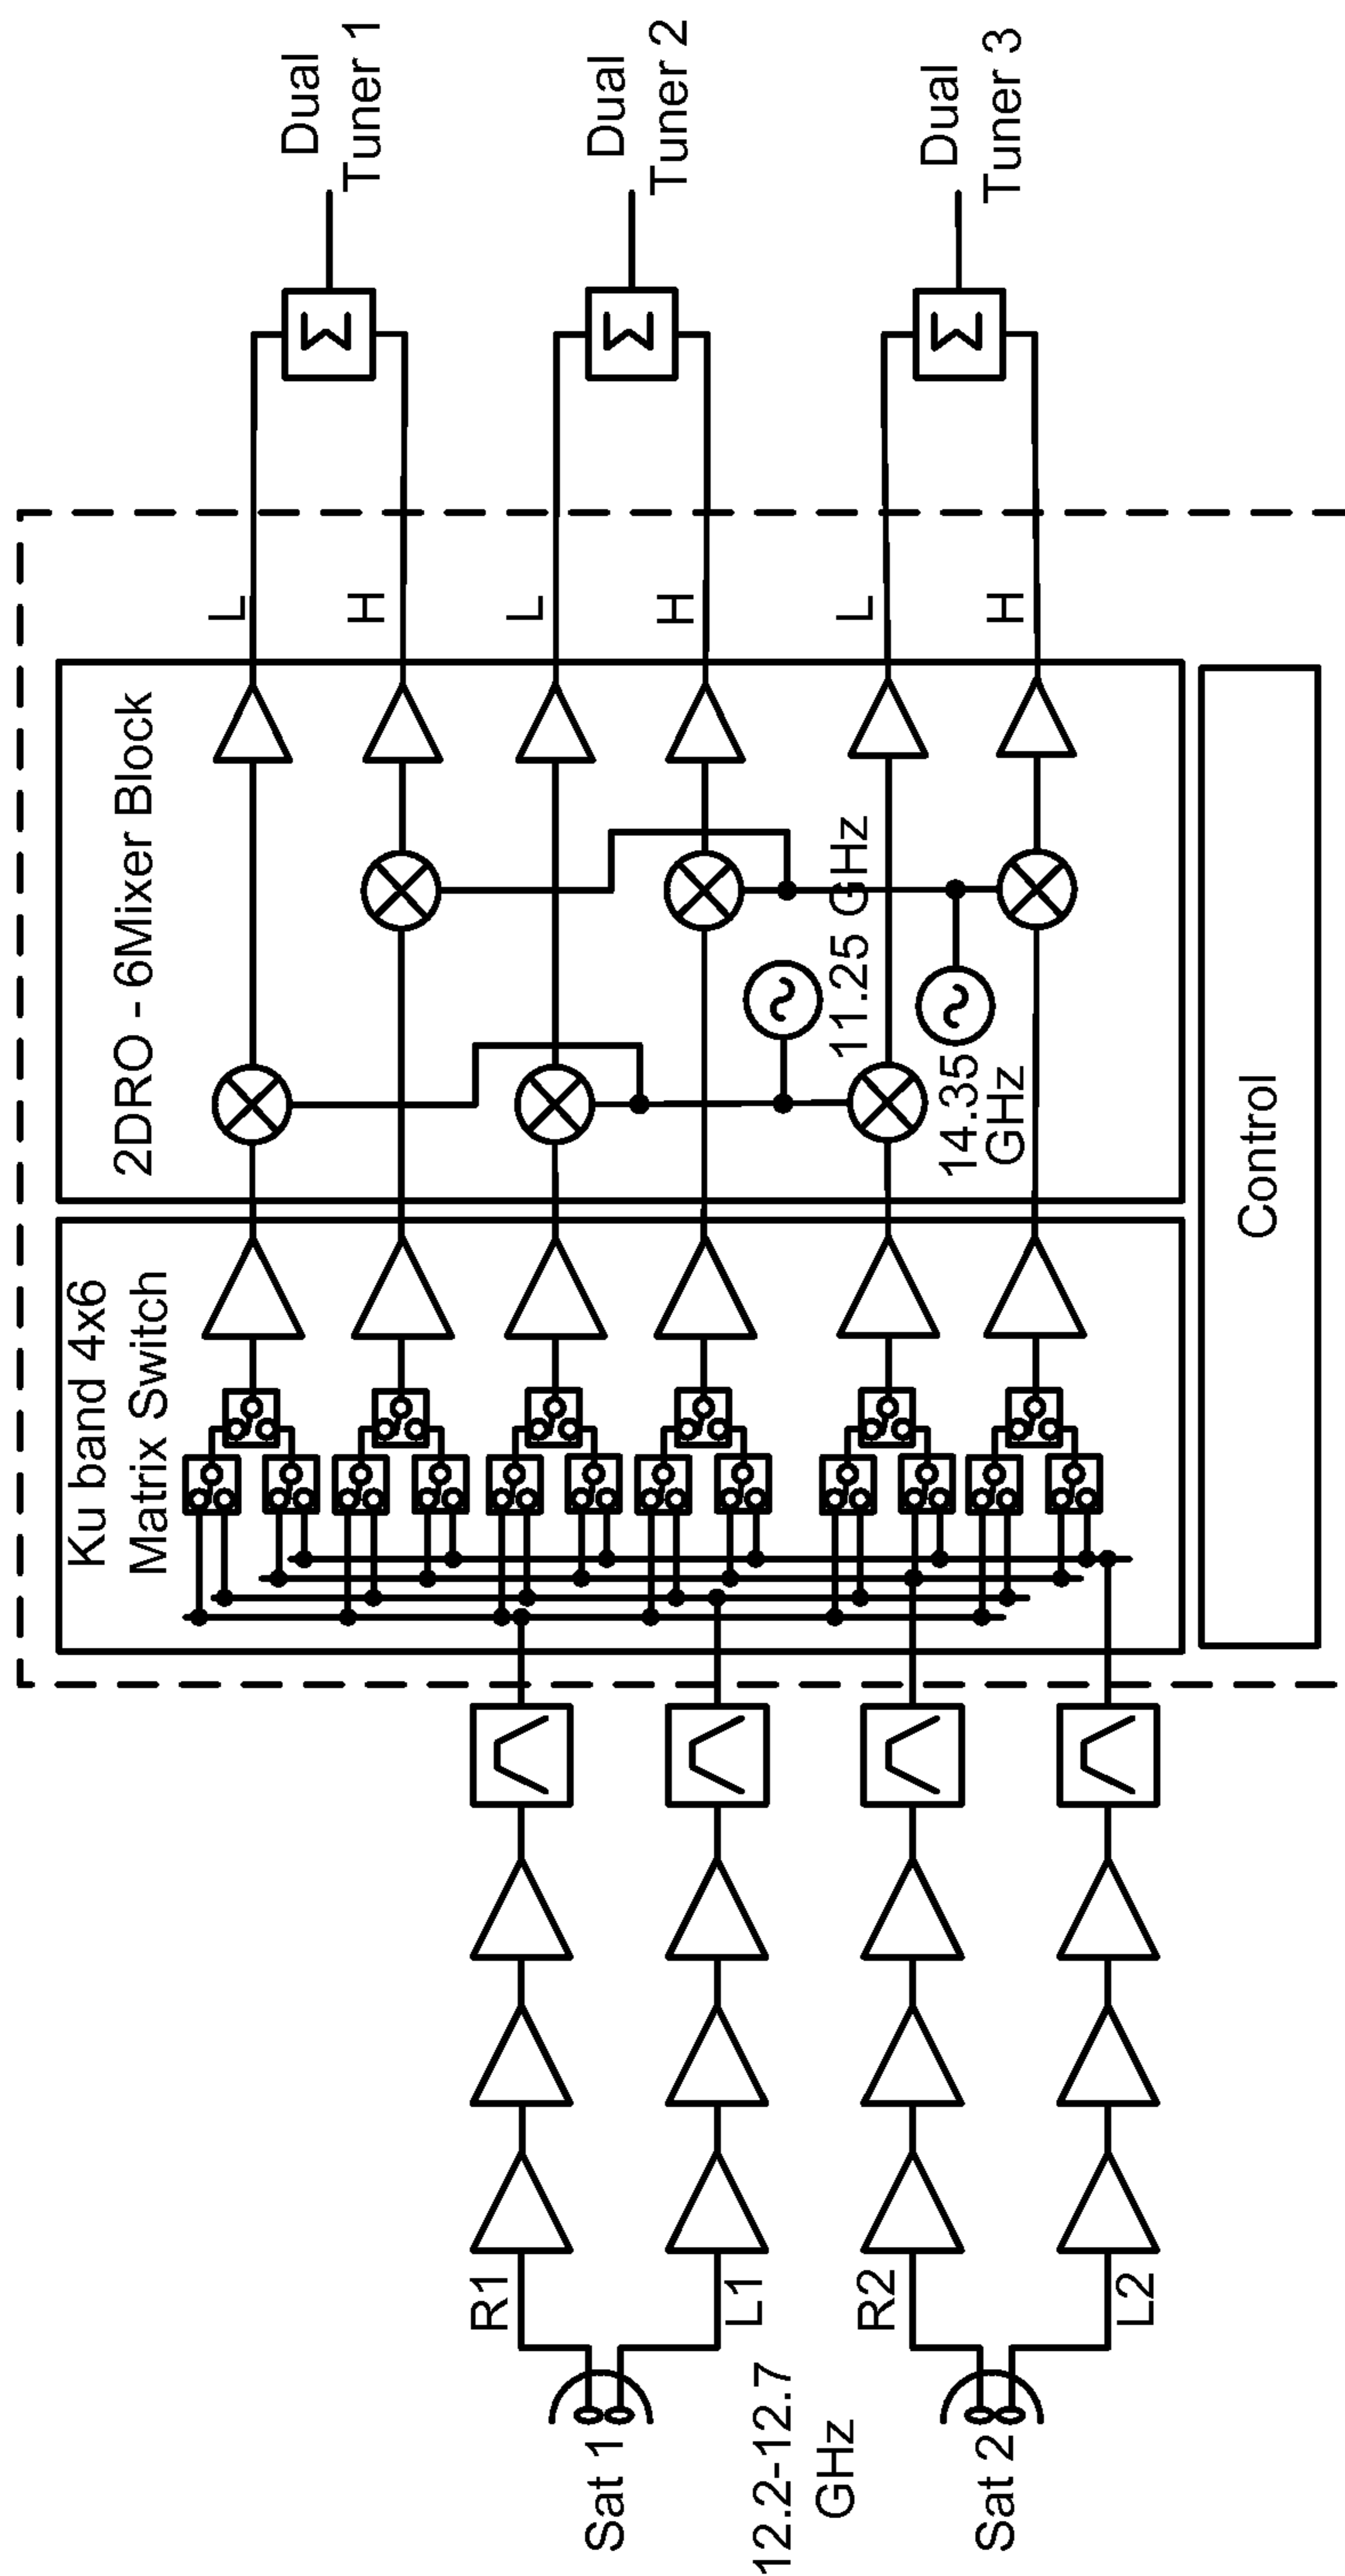 Sat 1
12.2-12.7
GHz
Sat 2
R1
L1
R2
L2
Ku band 4x6
Matrix Switch
2DRO - 6Mixer Block
11.25 GHz
14.35
GHz
Control
L
H
L
H
L
H
Σ
Σ
Σ
Dual
Tuner 1
Dual
Tuner 2
Dual
Tuner 3